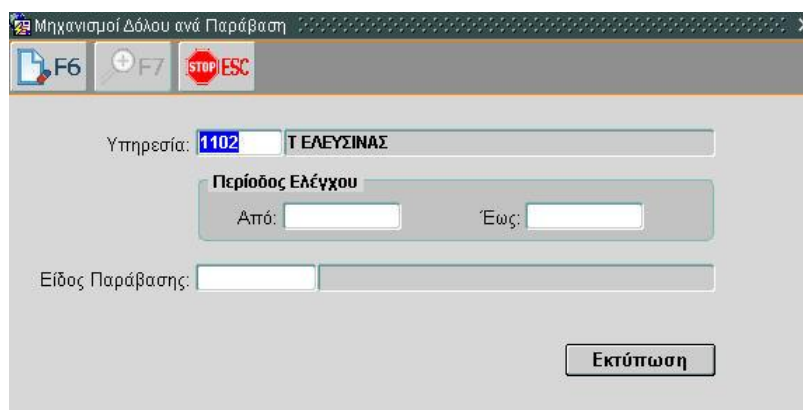 Μηχανισμοί Δόλου ανά Παράβαση
F6 F7 STOP ESC
Υπηρεσία: 1102 Τ ΕΛΕΥΣΙΝΑΣ
Περίοδος Ελέγχου
Από: Έως:
Είδος Παράβασης:
Εκτύπωση